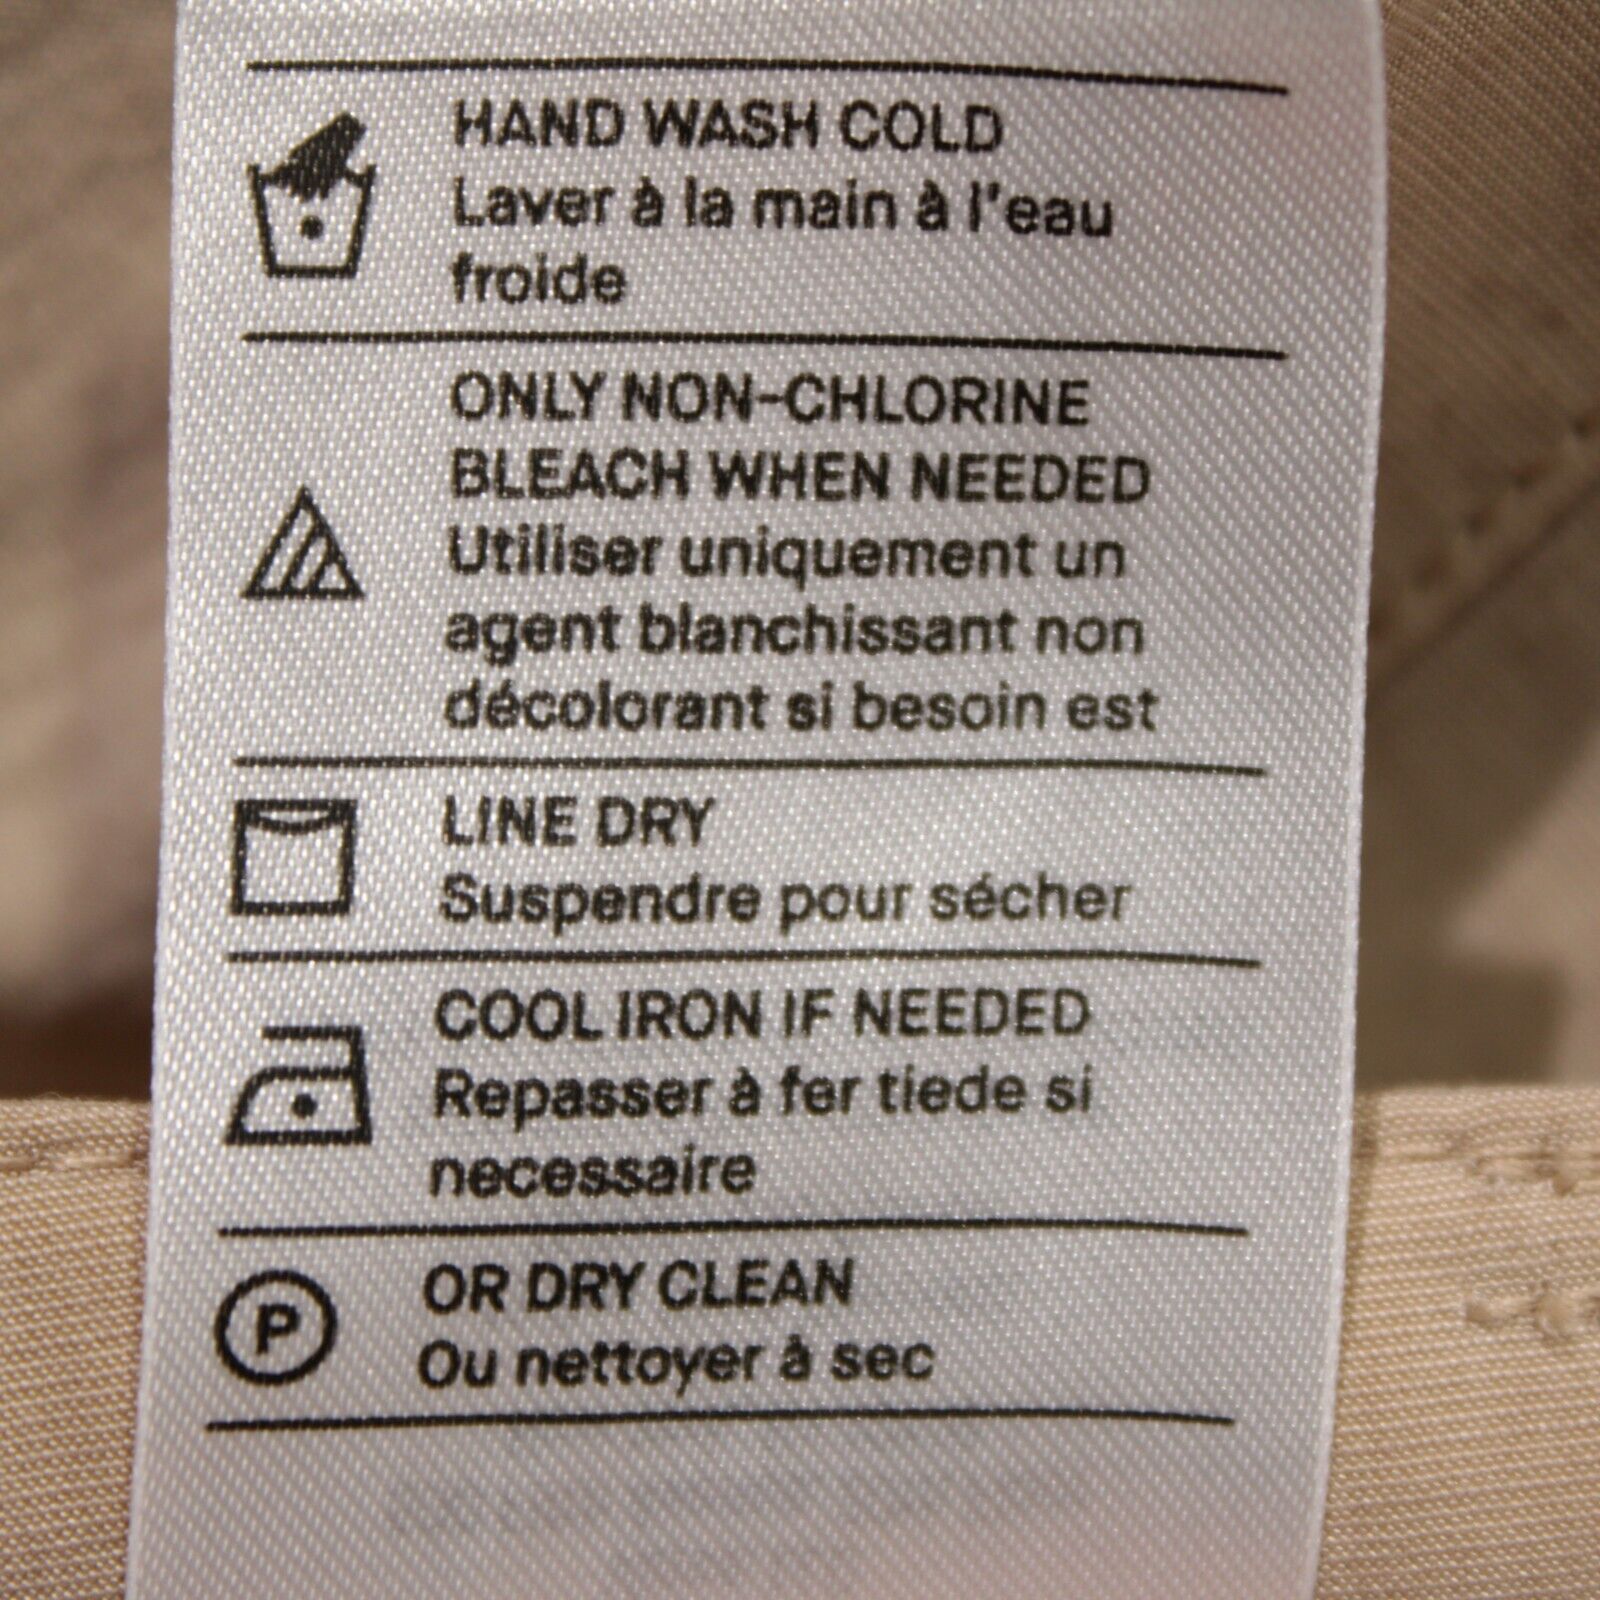 HAND WASH COLD
Laver à la main à l'eau
froide
ONLY NON-CHLORINE
BLEACH WHEN NEEDED
Utiliser uniquement un
agent blanchissant non
décolorant si besoin est
LINE DRY
Suspendre pour sécher
COOL IRON IF NEEDED
Repasser à fer tiede si
necessaire
P
OR DRY CLEAN
Ou nettoyer à sec